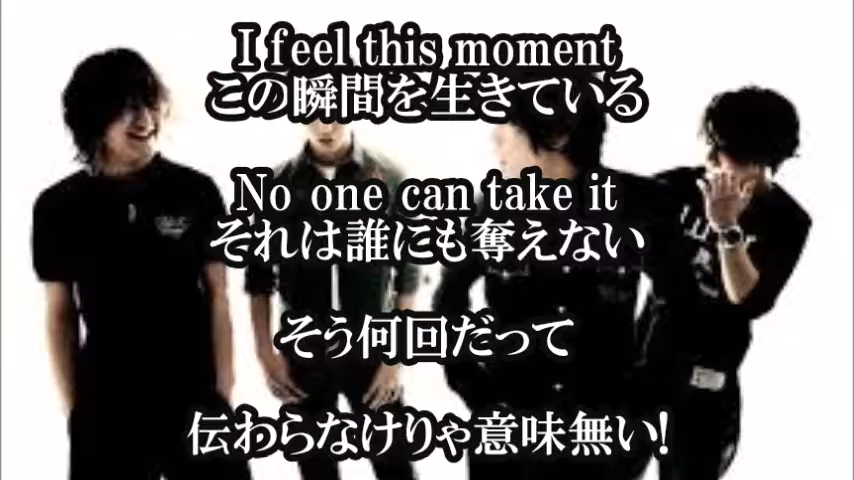 I feel this moment
この瞬間を生きている
No one can take it
それは誰にも奪えない
そう何回だって
伝わらなけりゃ意味無い!